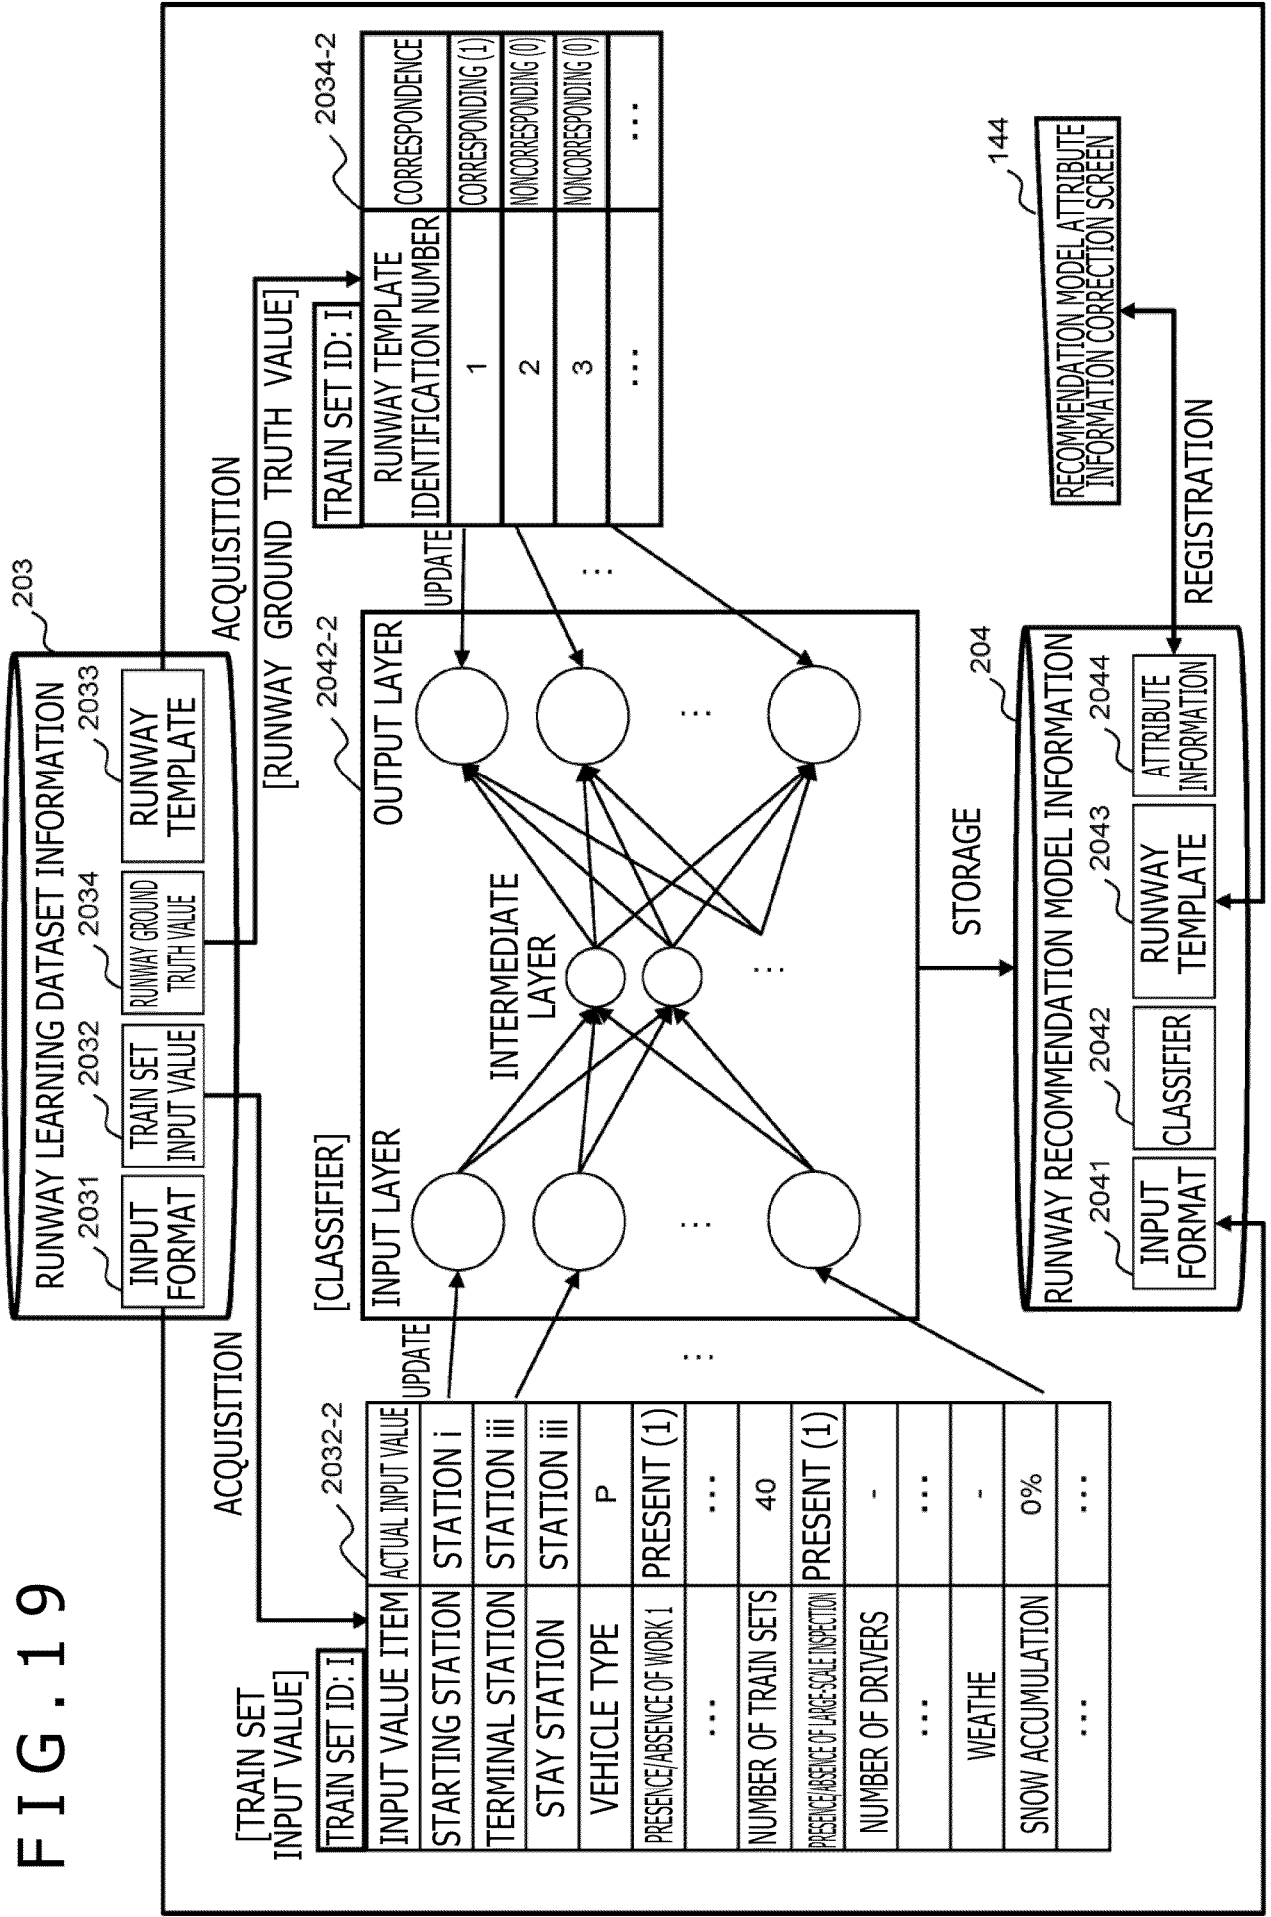 FIG.19
203
RUNWAY LEARNING DATASET INFORMATION
2031
INPUT
FORMAT
2032
TRAIN SET
INPUT VALUE
2034
RUNWAY GROUND
TRUTH VALUE
2033
RUNWAY
TEMPLATE
ACQUISITION
ACQUISITION
[TRAIN SET
INPUT VALUE]
TRAIN SET ID: I
2032-2
INPUT VALUE ITEM ACTUAL INPUT VALUE
STARTING STATION STATION i
TERMINAL STATION STATION iii
STAY STATION STATION iii
VEHICLE TYPE P
PRESENCE/ABSENCE OF WORK 1 PRESENT (1)
... ...
NUMBER OF TRAIN SETS 40
PRESENCE/ABSENCE OF LARGE-SCALE INSPECTION PRESENT (1)
NUMBER OF DRIVERS -
... ...
WEATHE -
SNOW ACCUMULATION 0%
... ...
UPDATE
...
[CLASSIFIER]
2042-2
INPUT LAYER
INTERMEDIATE
LAYER
OUTPUT LAYER
...
...
...
UPDATE
...
[RUNWAY GROUND TRUTH VALUE]
TRAIN SET ID: I
2034-2
RUNWAY TEMPLATE
IDENTIFICATION NUMBER
CORRESPONDENCE
1 CORRESPONDING (1)
2 NONCORRESPONDING (0)
3 NONCORRESPONDING (0)
... ...
STORAGE
204
RUNWAY RECOMMENDATION MODEL INFORMATION
2041
INPUT
FORMAT
2042
CLASSIFIER
2043
RUNWAY
TEMPLATE
2044
ATTRIBUTE
INFORMATION
REGISTRATION
144
RECOMMENDATION MODEL ATTRIBUTE
INFORMATION CORRECTION SCREEN